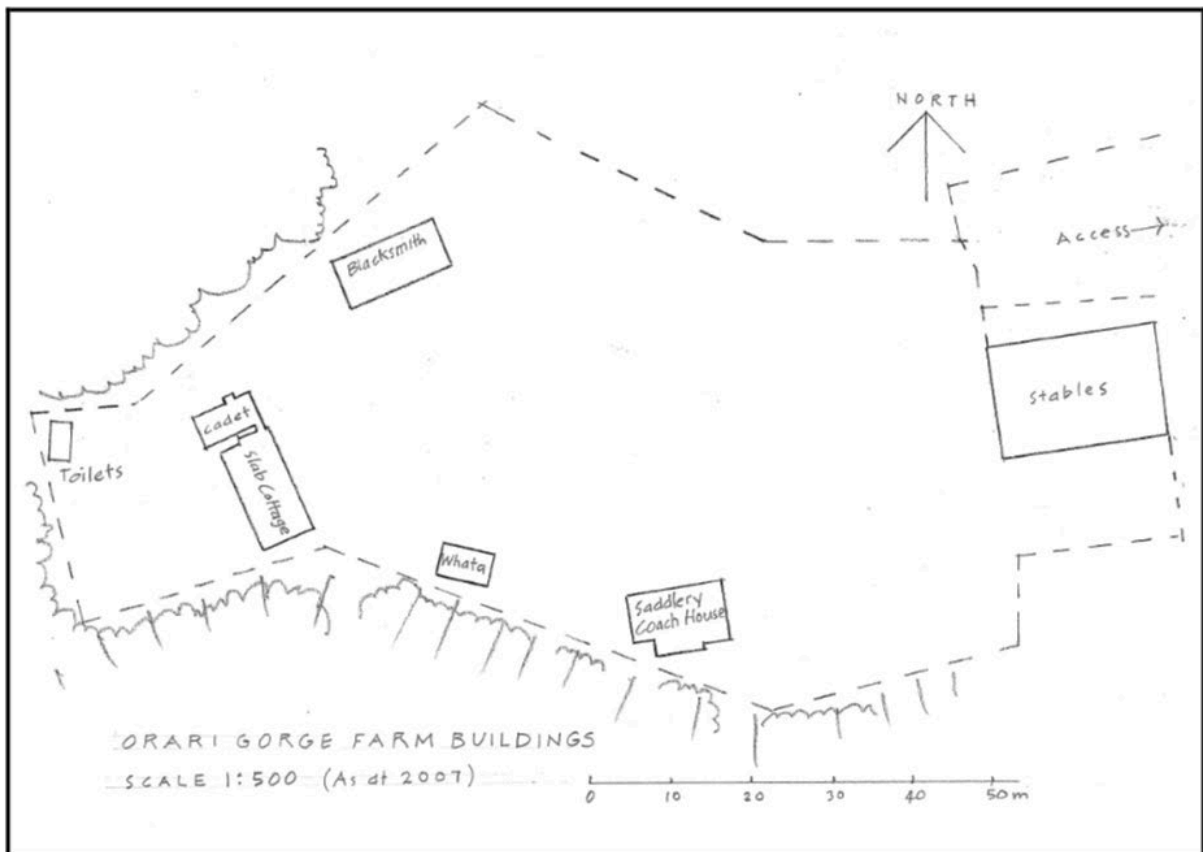 NORTH
Access
Blacksmith
Stables
cadet
Slab Cottage
Toilets
Whata
Saddlery
Coach House
ORARI GORGE FARM BUILDINGS
SCALE 1:500 (As at 2007)
0 10 20 30 40 50m